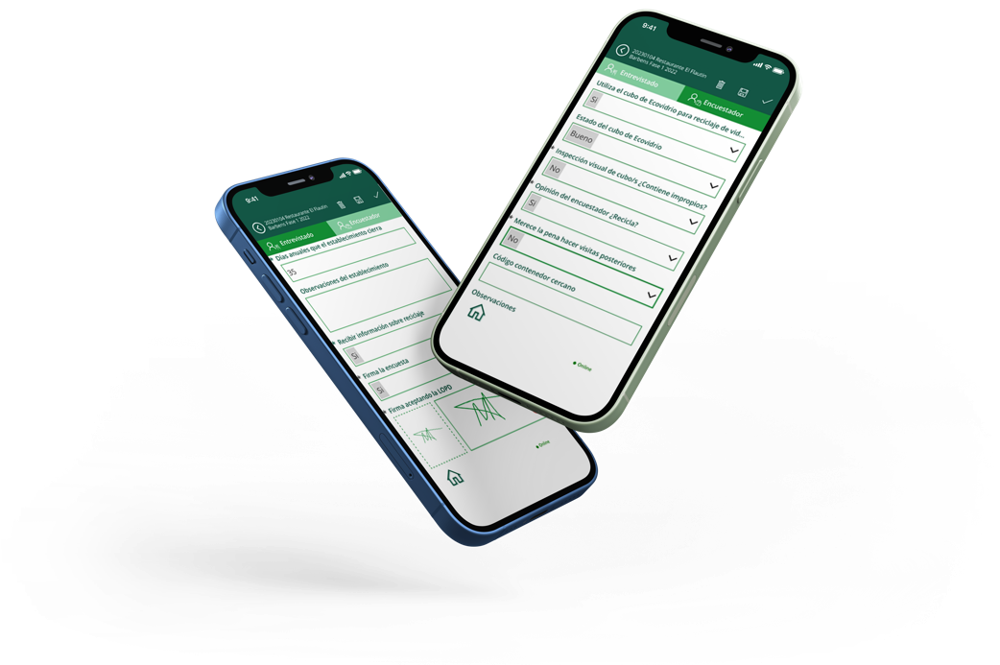 9:41
20230104 Restaurante El Flautin
Barbens Fase 1 2022
Entrevistado
Encuestador
* Días anuales que el establecimiento cierra
35
Observaciones del establecimiento
* Recibir información sobre reciclaje
Sí
* Firma la encuesta
Sí
* Firma aceptando la LOPD
Online
9:41
20230104 Restaurante El Flautin
Barbens Fase 1 2022
Entrevistado
Encuestador
Utiliza el cubo de Ecovidrio para reciclaje de vid...
Sí
Estado del cubo de Ecovidrio
Bueno
* Inspección visual de cubo/s ¿Contiene impropios?
No
* Opinión del encuestador ¿Recicla?
Sí
* Merece la pena hacer visitas posteriores
No
Código contenedor cercano
Observaciones
Online